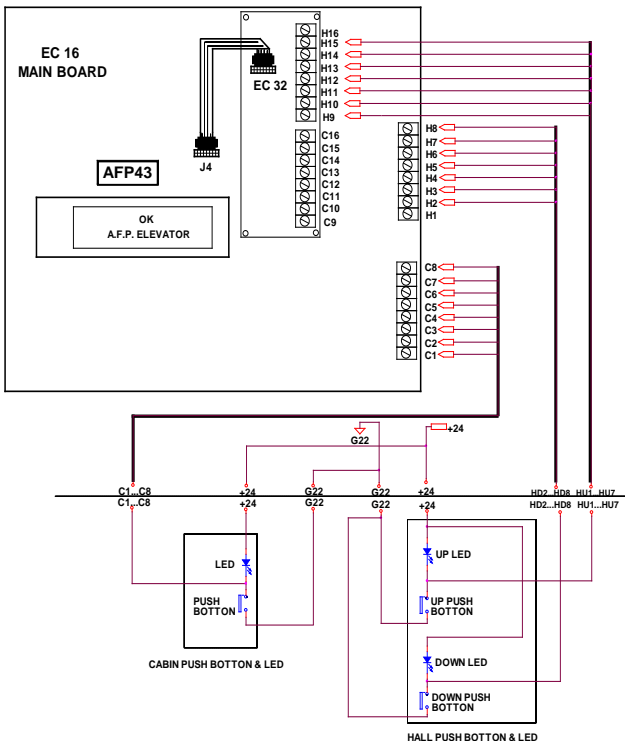 EC 16
MAIN BOARD
EC 32
J4
AFP43
OK
A.F.P. ELEVATOR
H16
H15
H14
H13
H12
H11
H10
H9
C16
C15
C14
C13
C12
C11
C10
C9
H8
H7
H6
H5
H4
H3
H2
H1
C8
C7
C6
C5
C4
C3
C2
C1
G22
+24
C1...C8
+24
G22
G22
+24
HD2...HD8
HU1...HU7
C1...C8
+24
G22
G22
+24
HD2...HD8
HU1...HU7
LED
PUSH
BOTTON
CABIN PUSH BOTTON & LED
UP LED
UP PUSH
BOTTON
DOWN LED
DOWN PUSH
BOTTON
HALL PUSH BOTTON & LED